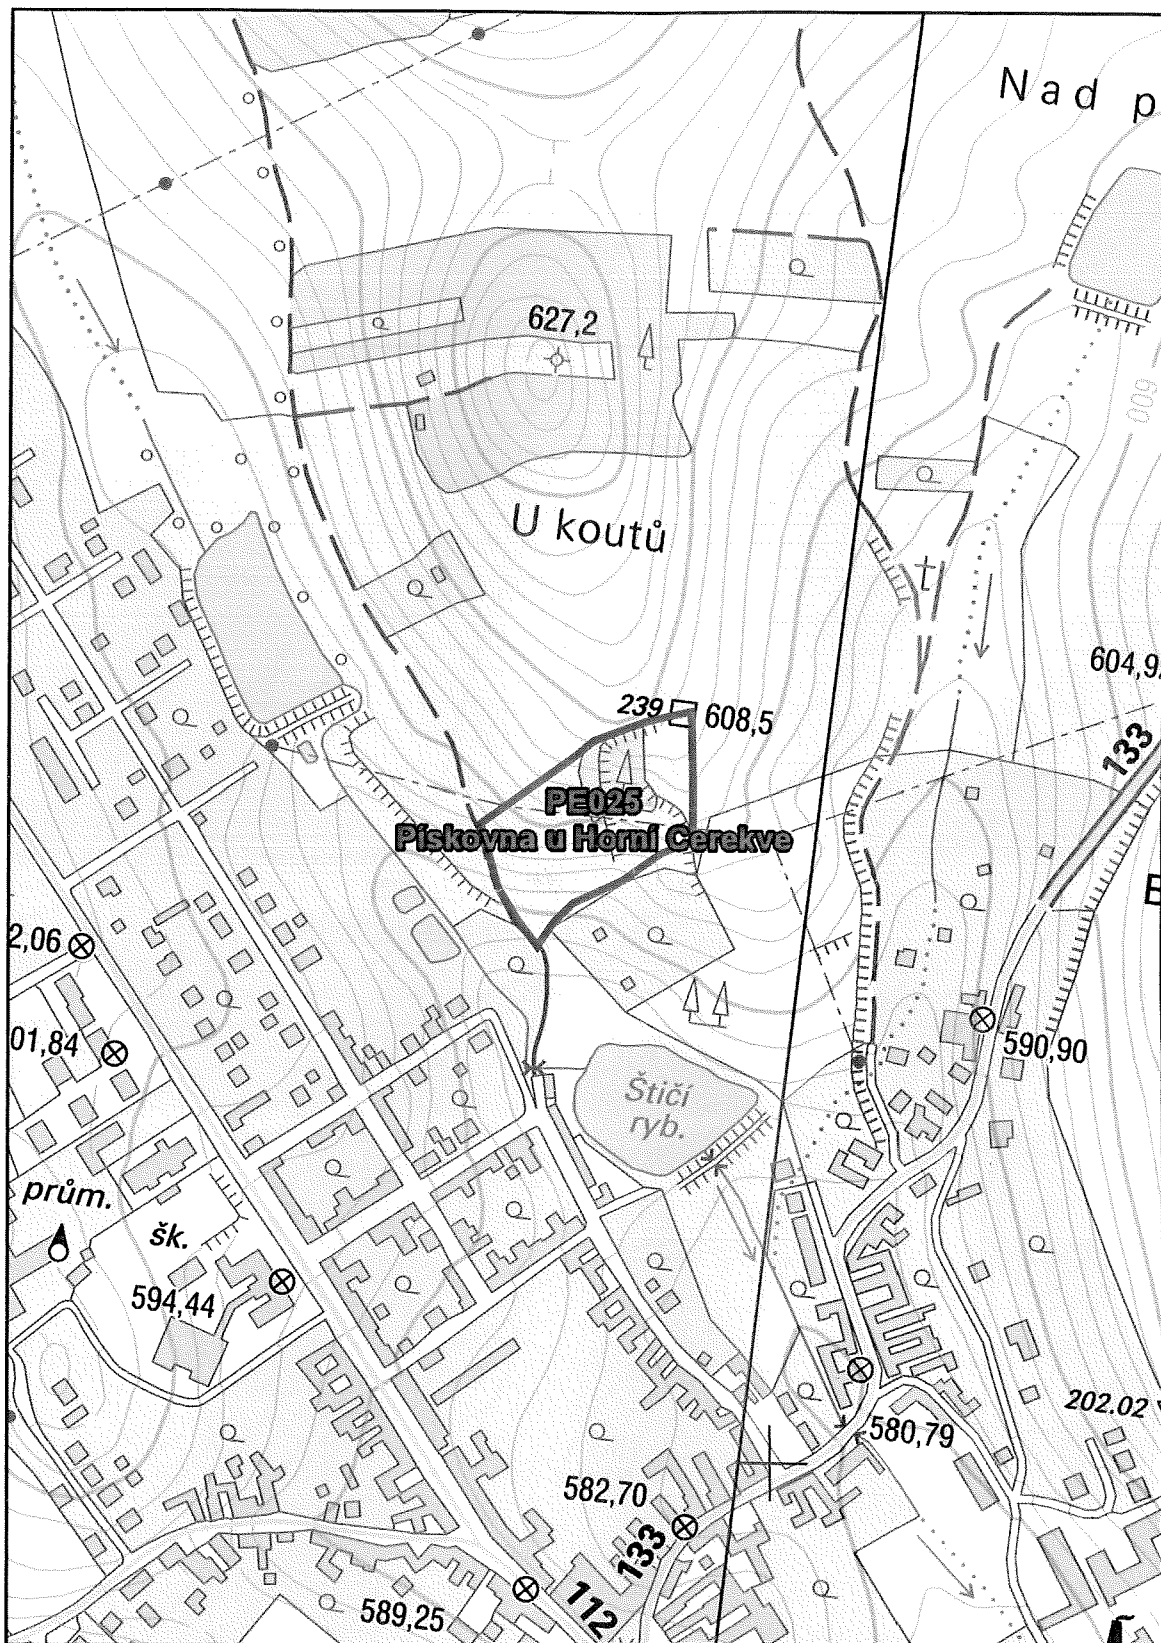 Nad p
627,2
009
U koutů
604,9
239 608,5
133
PE025
Pískovna u Horní Cerekve
2,06
590,90
01,84
Štičí
ryb.
prům.
šk.
594,44
202.02
580,79
582,70
133
112
589,25